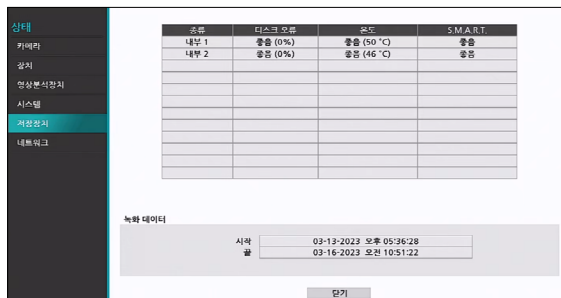 상태
카메라
장치
영상분석장치
시스템
저장장치
네트워크
종류 디스크 오류 온도 S.M.A.R.T.
내부 1 좋음 (0%) 좋음 (50 °C) 좋음
내부 2 좋음 (0%) 좋음 (46 °C) 좋음
녹화 데이터
시작 03-13-2023 오후 05:36:28
끝 03-16-2023 오전 10:51:22
닫기